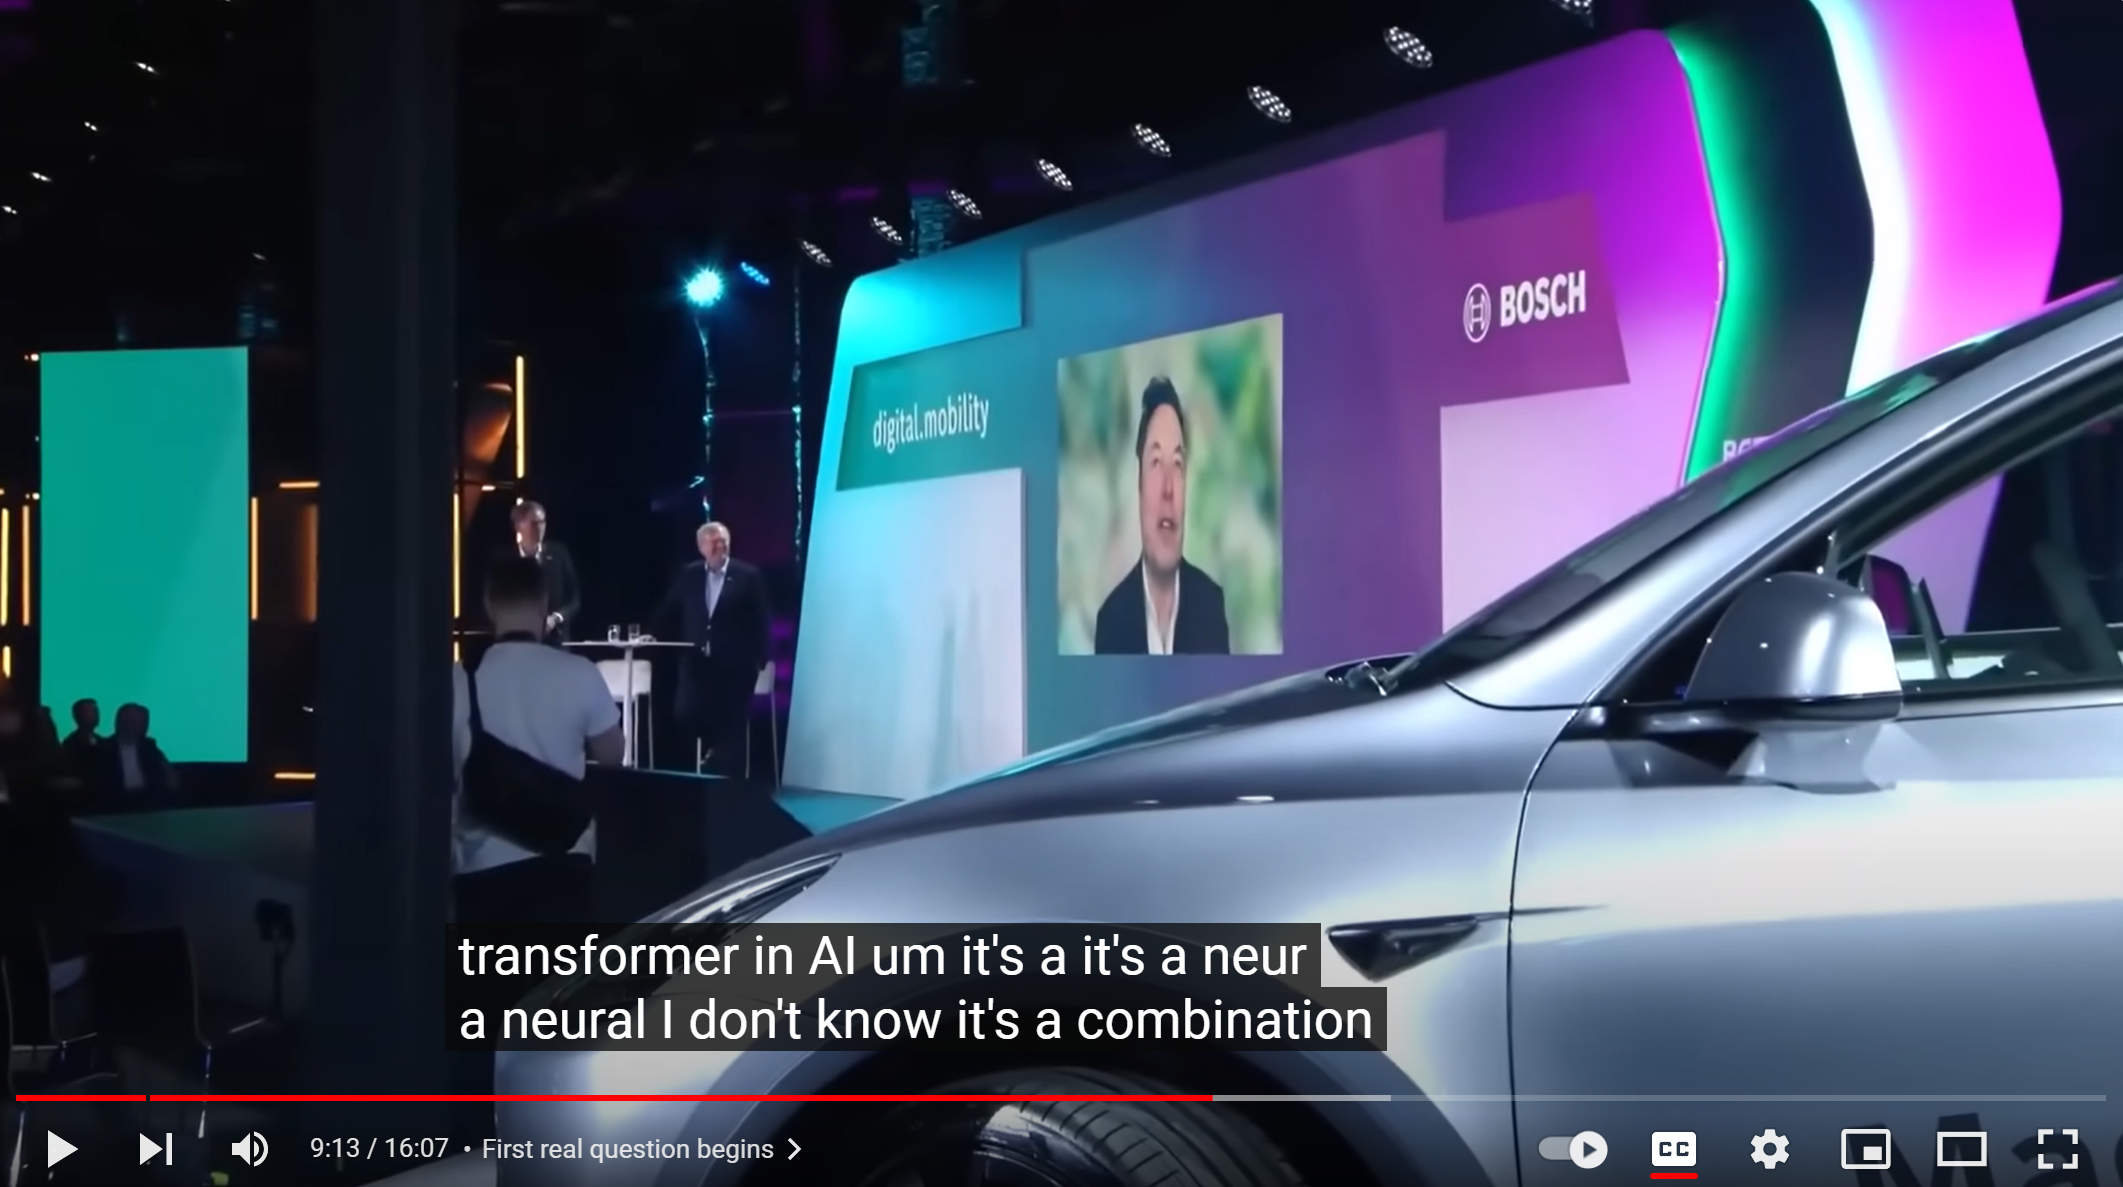 BOSCH
digital.mobility
transformer in AI um it's a it's a neur
a neural I don't know it's a combination
9:13 / 16:07 • First real question begins
CC